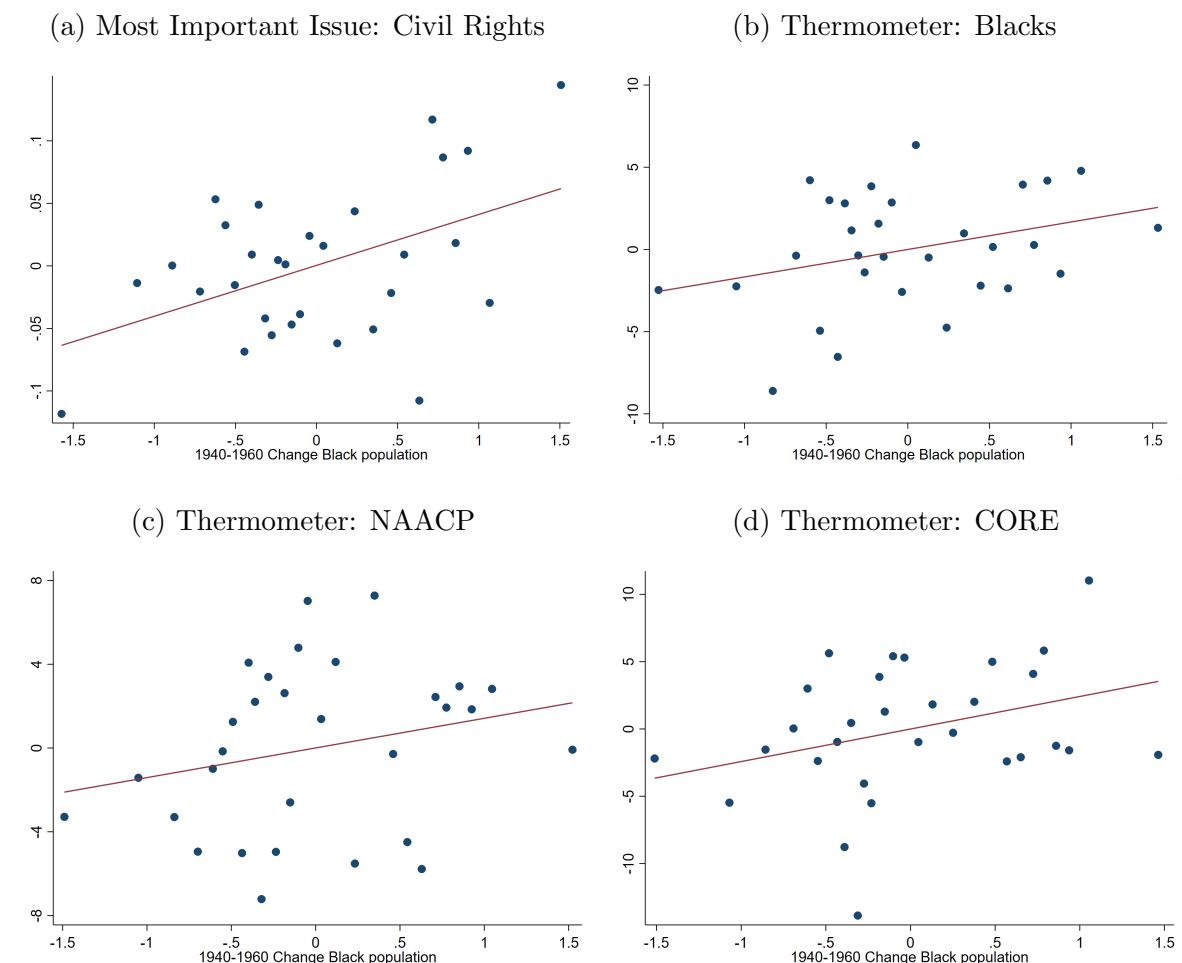 (a) Most Important Issue: Civil Rights
.1
.05
0
-.05
-.1
-1.5 -1 -.5 0 .5 1 1.5
1940-1960 Change Black population
(b) Thermometer: Blacks
10
5
0
-5
-10
-1.5 -1 -.5 0 .5 1 1.5
1940-1960 Change Black population
(c) Thermometer: NAACP
8
4
0
-4
-8
-1.5 -1 -.5 0 .5 1 1.5
1940-1960 Change Black population
(d) Thermometer: CORE
10
5
0
-5
-10
-1.5 -1 -.5 0 .5 1 1.5
1940-1960 Change Black population